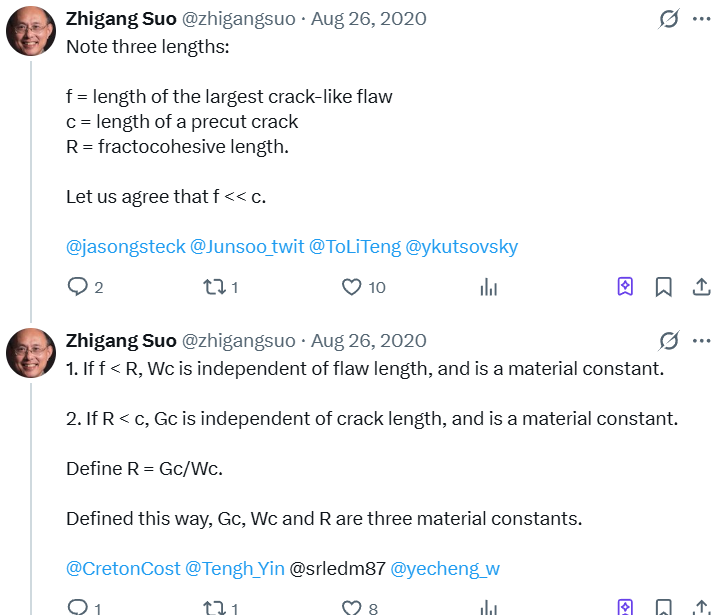 Zhigang Suo @zhigangsuo · Aug 26, 2020
Note three lengths:
f = length of the largest crack-like flaw
c = length of a precut crack
R = fractocohesive length.
Let us agree that f << c.
@jasongsteck @Junsoo_twit @ToLiTeng @ykutsovsky
2 1 10
Zhigang Suo @zhigangsuo · Aug 26, 2020
1. If f < R, Wc is independent of flaw length, and is a material constant.
2. If R < c, Gc is independent of crack length, and is a material constant.
Define R = Gc/Wc.
Defined this way, Gc, Wc and R are three material constants.
@CretonCost @Tengh_Yin @srledm87 @yecheng_w
1 1 8